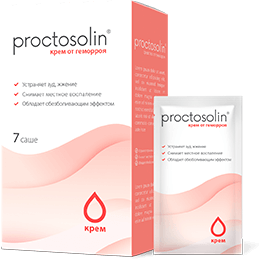 proctosolin®
крем от геморроя
Устраняет зуд, жжение
Снимает местное воспаление
Обладает обезболивающим эффектом
7 саше
крем
proctosolin®
крем от геморроя
Устраняет зуд, жжение
Снимает местное воспаление
Обладает обезболивающим эффектом
крем